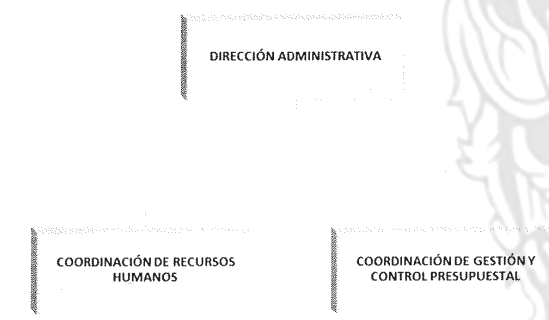 DIRECCIÓN ADMINISTRATIVA
COORDINACIÓN DE RECURSOS
HUMANOS
COORDINACIÓN DE GESTIÓN Y
CONTROL PRESUPUESTAL